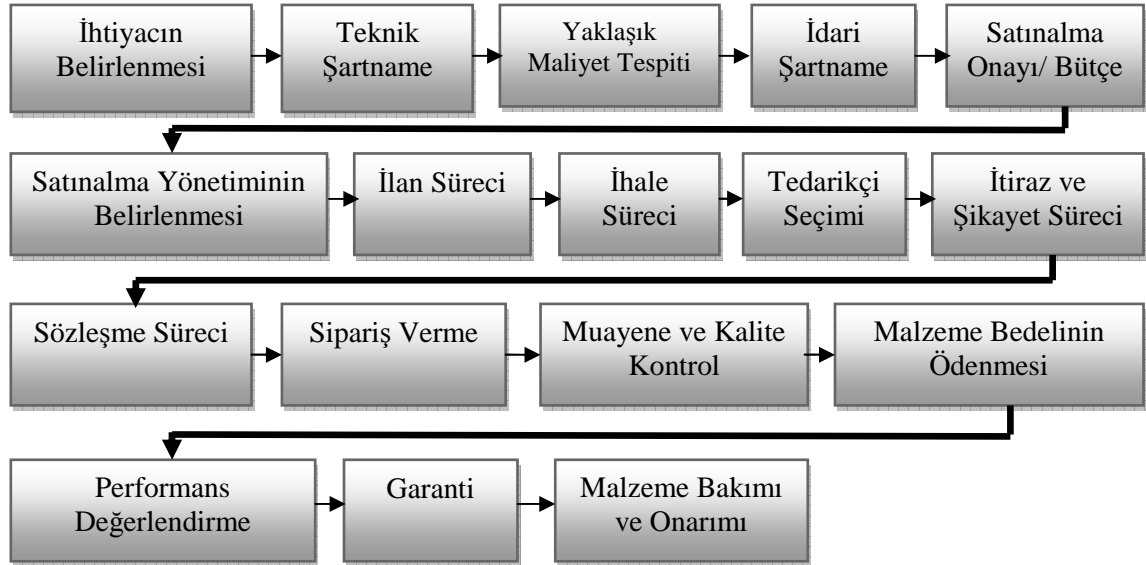 İhtiyacın
Belirlenmesi
Teknik
Şartname
Yaklaşık
Maliyet Tespiti
İdari
Şartname
Satınalma
Onayı/ Bütçe
Satınalma Yönetiminin
Belirlenmesi
İlan Süreci
İhale
Süreci
Tedarikçi
Seçimi
İtiraz ve
Şikayet Süreci
Sözleşme Süreci
Sipariş Verme
Muayene ve Kalite
Kontrol
Malzeme Bedelinin
Ödenmesi
Performans
Değerlendirme
Garanti
Malzeme Bakımı
ve Onarımı